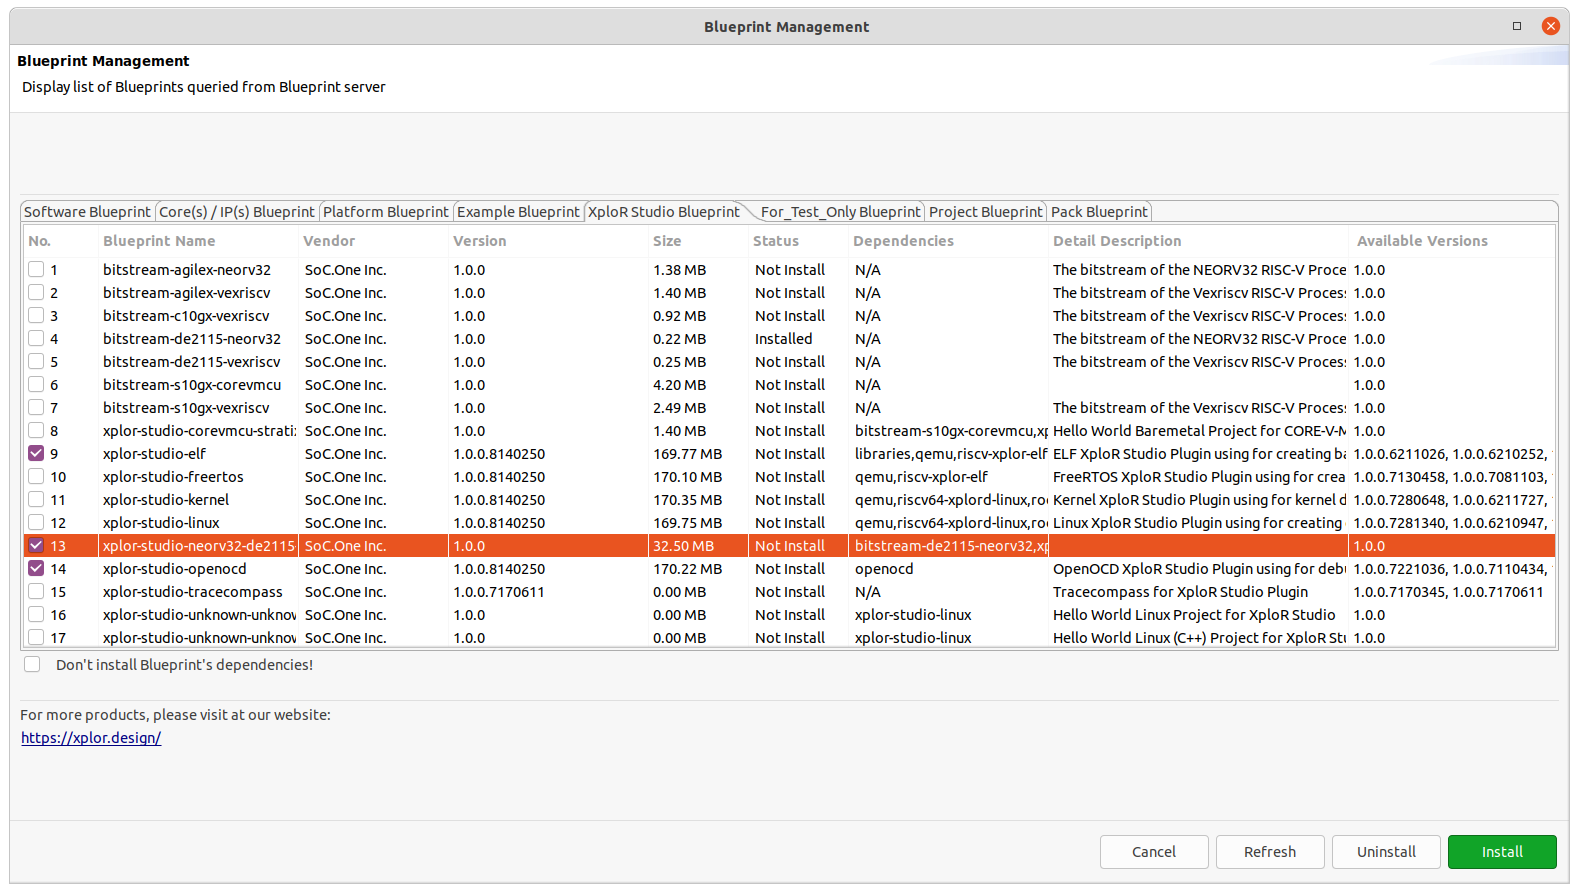 Blueprint Management
Blueprint Management
Display list of Blueprints queried from Blueprint server
Software Blueprint Core(s) / IP(s) Blueprint Platform Blueprint Example Blueprint XploR Studio Blueprint For_Test_Only Blueprint Project Blueprint Pack Blueprint
No. Blueprint Name Vendor Version Size Status Dependencies Detail Description Available Versions
1 bitstream-agilex-neorv32 SoC.One Inc. 1.0.0 1.38 MB Not Install N/A The bitstream of the NEORV32 RISC-V Proce 1.0.0
2 bitstream-agilex-vexriscv SoC.One Inc. 1.0.0 1.40 MB Not Install N/A The bitstream of the Vexriscv RISC-V Proces 1.0.0
3 bitstream-c10gx-vexriscv SoC.One Inc. 1.0.0 0.92 MB Not Install N/A The bitstream of the Vexriscv RISC-V Proces 1.0.0
4 bitstream-de2115-neorv32 SoC.One Inc. 1.0.0 0.22 MB Installed N/A The bitstream of the NEORV32 RISC-V Proce 1.0.0
5 bitstream-de2115-vexriscv SoC.One Inc. 1.0.0 0.25 MB Not Install N/A The bitstream of the Vexriscv RISC-V Proces 1.0.0
6 bitstream-s10gx-corevmcu SoC.One Inc. 1.0.0 4.20 MB Not Install N/A 1.0.0
7 bitstream-s10gx-vexriscv SoC.One Inc. 1.0.0 2.49 MB Not Install N/A The bitstream of the Vexriscv RISC-V Proces 1.0.0
8 xplor-studio-corevmcu-strati SoC.One Inc. 1.0.0 1.40 MB Not Install bitstream-s10gx-corevmcu,xp Hello World Baremetal Project for CORE-V-M 1.0.0
9 xplor-studio-elf SoC.One Inc. 1.0.0.8140250 169.77 MB Not Install libraries,qemu,riscv-xplor-elf ELF XploR Studio Plugin using for creating ba 1.0.0.6211026, 1.0.0.6210252,
10 xplor-studio-freertos SoC.One Inc. 1.0.0.8140250 170.10 MB Not Install qemu,riscv-xplor-elf FreeRTOS XploR Studio Plugin using for crea 1.0.0.7130458, 1.0.0.7081103,
11 xplor-studio-kernel SoC.One Inc. 1.0.0.8140250 170.35 MB Not Install qemu,riscv64-xplord-linux,roo Kernel XploR Studio Plugin using for kernel d 1.0.0.7280648, 1.0.0.6211727,
12 xplor-studio-linux SoC.One Inc. 1.0.0.8140250 169.75 MB Not Install qemu,riscv64-xplord-linux,roo Linux XploR Studio Plugin using for creating 1.0.0.7281340, 1.0.0.6210947,
13 xplor-studio-neorv32-de2115- SoC.One Inc. 1.0.0 32.50 MB Not Install bitstream-de2115-neorv32,xp 1.0.0
14 xplor-studio-openocd SoC.One Inc. 1.0.0.8140250 170.22 MB Not Install openocd OpenOCD XploR Studio Plugin using for debu 1.0.0.7221036, 1.0.0.7110434,
15 xplor-studio-tracecompass SoC.One Inc. 1.0.0.7170611 0.00 MB Not Install N/A Tracecompass for XploR Studio Plugin 1.0.0.7170345, 1.0.0.7170611
16 xplor-studio-unknown-unknow SoC.One Inc. 1.0.0 0.00 MB Not Install xplor-studio-linux Hello World Linux Project for XploR Studio 1.0.0
17 xplor-studio-unknown-unknow SoC.One Inc. 1.0.0 0.00 MB Not Install xplor-studio-linux Hello World Linux (C++) Project for XploR Stu 1.0.0
Don't install Blueprint's dependencies!
For more products, please visit at our website:
https://xplor.design/
Cancel Refresh Uninstall Install